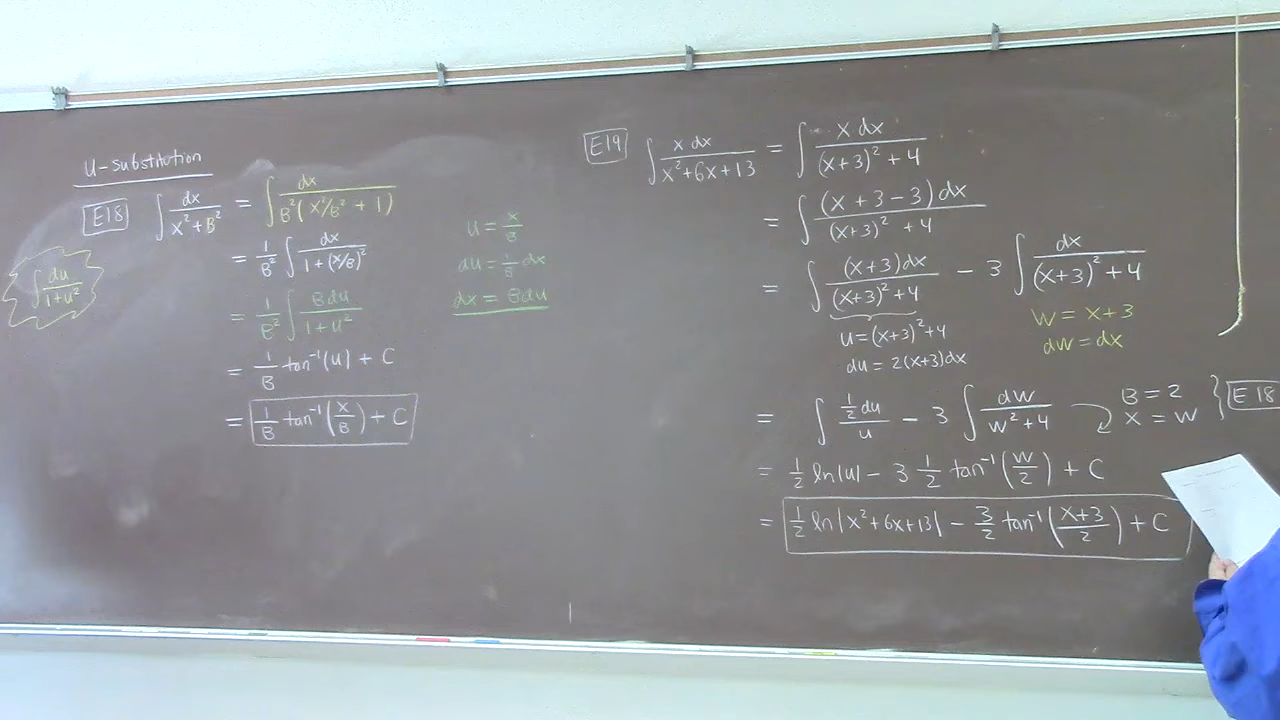 U-substitution
E18 ∫ dx/(x²+B²) = ∫ dx/(B²(x²/B² + 1))
= 1/B² ∫ dx/(1+(x/B)²)
= 1/B² ∫ Bdu/(1+u²)
= 1/B tan⁻¹(u) + C
= 1/B tan⁻¹(x/B) + C
∫ du/(1+u²)
u = x/B
du = 1/B dx
dx = Bdu
E19 ∫ x dx/(x²+6x+13) = ∫ x dx/((x+3)²+4)
= ∫ (x+3-3)dx/((x+3)²+4)
= ∫ (x+3)dx/((x+3)²+4) - 3 ∫ dx/((x+3)²+4)
u=(x+3)²+4
du = 2(x+3)dx
W = x+3
dw = dx
= ∫ ½du/u - 3 ∫ dw/(w²+4)
B = 2
X = W
} E18
= ½ ln|u| - 3 ½ tan⁻¹(w/2) + C
= ½ ln|x²+6x+13| - 3/2 tan⁻¹((x+3)/2) + C